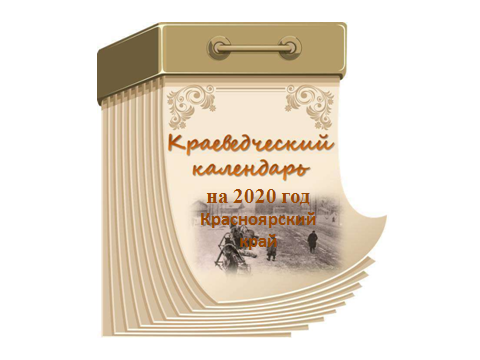 Краеведческий
календарь
на 2020 год
Красноярский
край